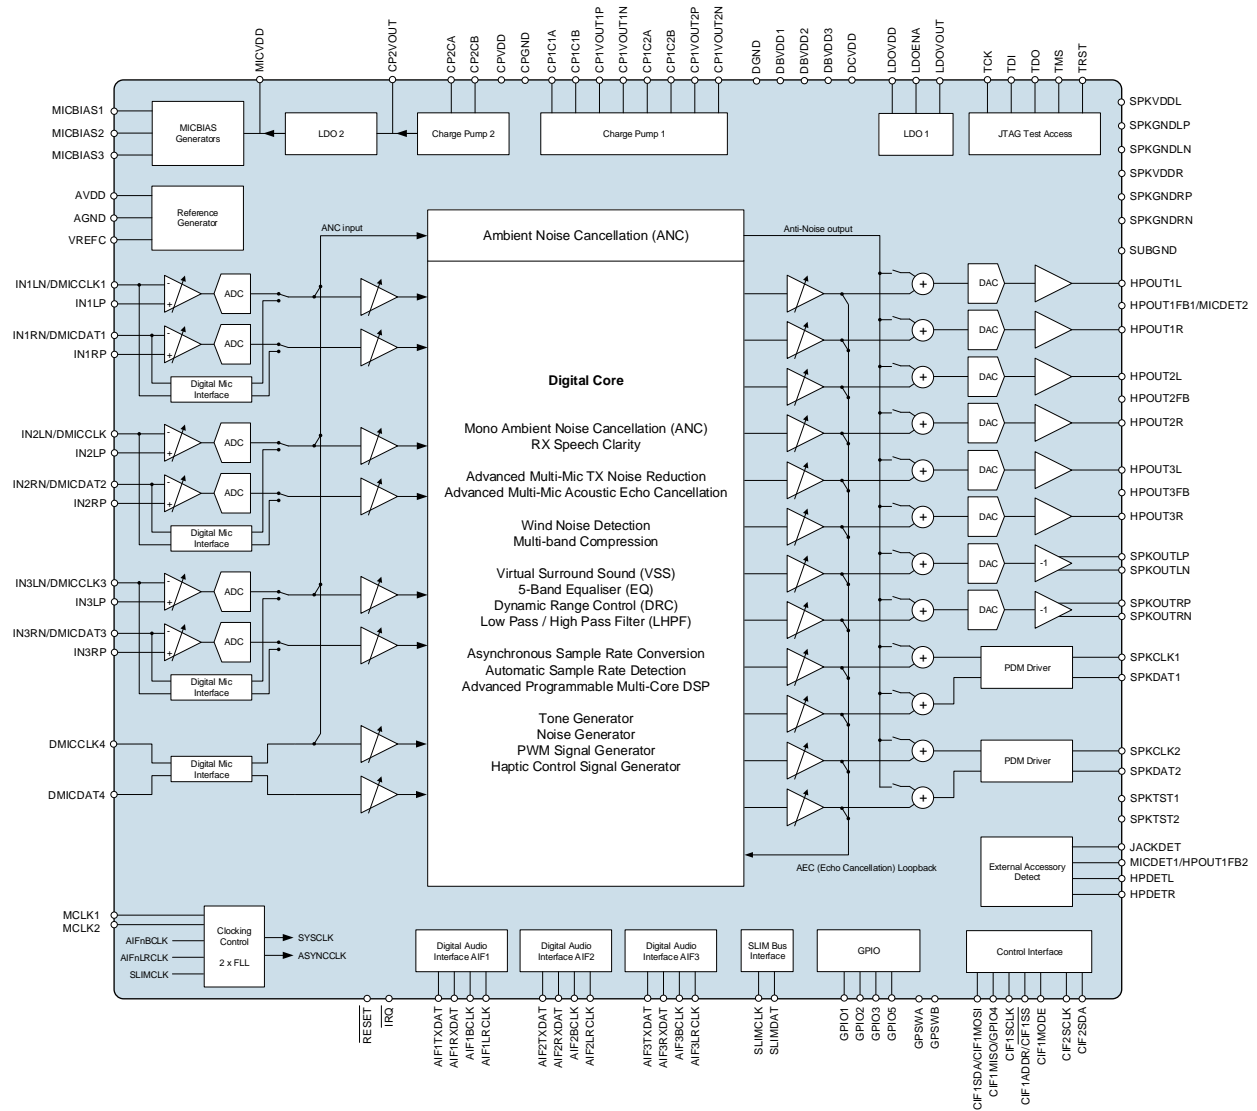 MICVDD
CP2VOUT
CP2CA
CP2CB
CPVDD
CPGND
CP1C1A
CP1C1B
CP1VOUT1P
CP1VOUT1N
CP1C2A
CP1C2B
CP1VOUT2P
CP1VOUT2N
DGND
DBVDD1
DBVDD2
DBVDD3
DCVDD
LDOVDD
LDOENA
LDOVOUT
TCK
TDI
TDO
TMS
TRST
MICBIAS1
MICBIAS2
MICBIAS3
MICBIAS
Generators
LDO 2
Charge Pump 2
Charge Pump 1
LDO 1
JTAG Test Access
SPKVDDL
SPKGNDLP
SPKGNDLN
SPKVDDR
SPKGNDRP
SPKGNDRN
SUBGND
AVDD
AGND
VREFC
Reference
Generator
ANC input
Ambient Noise Cancellation (ANC)
Anti-Noise output
IN1LN/DMICCLK1
IN1LP
IN1RN/DMICDAT1
IN1RP
-
+
ADC
-
+
ADC
Digital Mic
Interface
IN2LN/DMICCLK
IN2LP
IN2RN/DMICDAT2
IN2RP
-
+
ADC
-
+
ADC
Digital Mic
Interface
IN3LN/DMICCLK3
IN3LP
IN3RN/DMICDAT3
IN3RP
-
+
ADC
-
+
ADC
Digital Mic
Interface
DMICCLK4
DMICDAT4
Digital Mic
Interface
Digital Core
Mono Ambient Noise Cancellation (ANC)
RX Speech Clarity
Advanced Multi-Mic TX Noise Reduction
Advanced Multi-Mic Acoustic Echo Cancellation
Wind Noise Detection
Multi-band Compression
Virtual Surround Sound (VSS)
5-Band Equaliser (EQ)
Dynamic Range Control (DRC)
Low Pass / High Pass Filter (LHPF)
Asynchronous Sample Rate Conversion
Automatic Sample Rate Detection
Advanced Programmable Multi-Core DSP
Tone Generator
Noise Generator
PWM Signal Generator
Haptic Control Signal Generator
+
DAC
HPOUT1L
HPOUT1FB1/MICDET2
+
DAC
HPOUT1R
+
DAC
HPOUT2L
HPOUT2FB
+
DAC
HPOUT2R
+
DAC
HPOUT3L
HPOUT3FB
+
DAC
HPOUT3R
+
DAC
-1
SPKOUTLP
SPKOUTLN
+
DAC
-1
SPKOUTRP
SPKOUTRN
+
+
PDM Driver
SPKCLK1
SPKDAT1
+
+
PDM Driver
SPKCLK2
SPKDAT2
SPKTST1
SPKTST2
AEC (Echo Cancellation) Loopback
External Accessory
Detect
JACKDET
MICDET1/HPOUT1FB2
HPDETL
HPDETR
MCLK1
MCLK2
AIFnBCLK
AIFnLRCLK
SLIMCLK
Clocking
Control
2 x FLL
SYSCLK
ASYNCCLK
Digital Audio
Interface AIF1
Digital Audio
Interface AIF2
Digital Audio
Interface AIF3
SLIM Bus
Interface
GPIO
Control Interface
RESET
IRQ
AIF1TXDAT
AIF1RXDAT
AIF1BCLK
AIF1LRCLK
AIF2TXDAT
AIF2RXDAT
AIF2BCLK
AIF2LRCLK
AIF3TXDAT
AIF3RXDAT
AIF3BCLK
AIF3LRCLK
SLIMCLK
SLIMDAT
GPIO1
GPIO2
GPIO3
GPIO5
GPSWA
GPSWB
CIF1SDA/CIF1MOSI
CIF1MISO/GPIO4
CIF1SCLK
CIF1ADDR/CIF1SS
CIF1MODE
CIF2SCLK
CIF2SDA